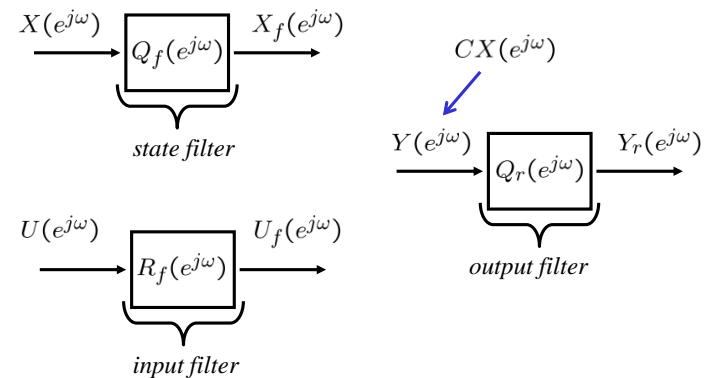 X(e^{jω}) Q_f(e^{jω}) X_f(e^{jω})
state filter
CX(e^{jω})
Y(e^{jω}) Q_r(e^{jω}) Y_r(e^{jω})
output filter
U(e^{jω}) R_f(e^{jω}) U_f(e^{jω})
input filter